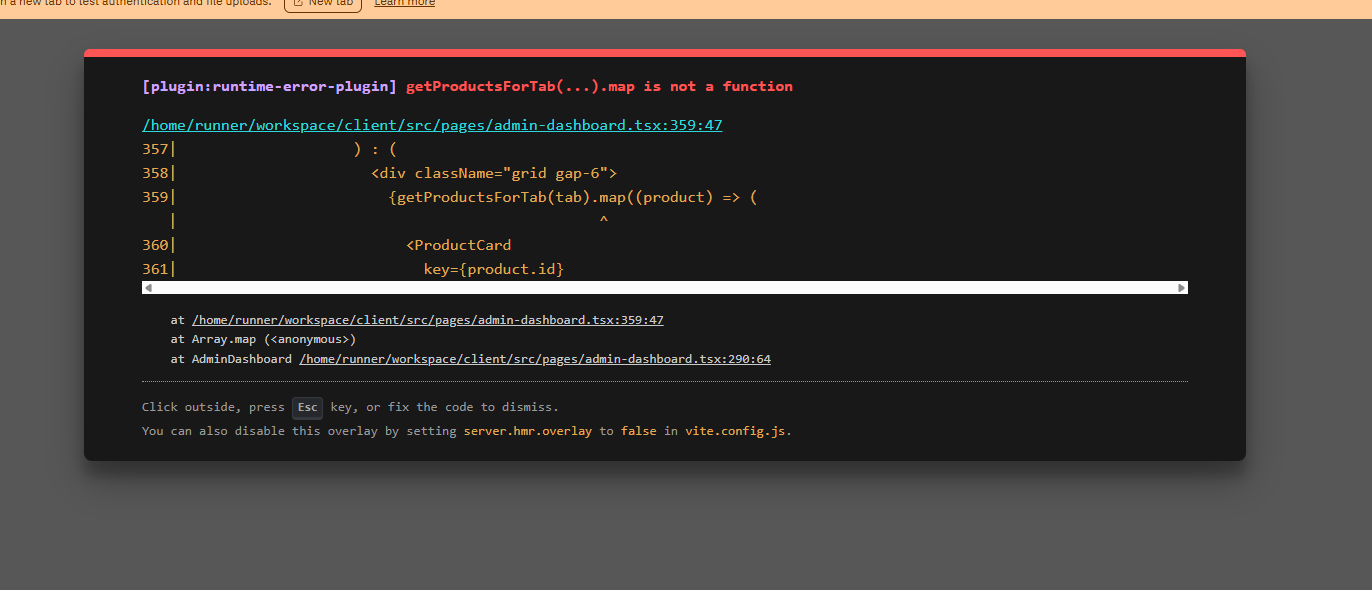 n a new tab to test authentication and file uploads. New tab Learn more
[plugin:runtime-error-plugin] getProductsForTab(...).map is not a function
/home/runner/workspace/client/src/pages/admin-dashboard.tsx:359:47
357| ) : (
358| <div className="grid gap-6">
359| {getProductsForTab(tab).map((product) => (
| ^
360| <ProductCard
361| key={product.id}
at /home/runner/workspace/client/src/pages/admin-dashboard.tsx:359:47
at Array.map (<anonymous>)
at AdminDashboard /home/runner/workspace/client/src/pages/admin-dashboard.tsx:290:64
Click outside, press Esc key, or fix the code to dismiss.
You can also disable this overlay by setting server.hmr.overlay to false in vite.config.js.